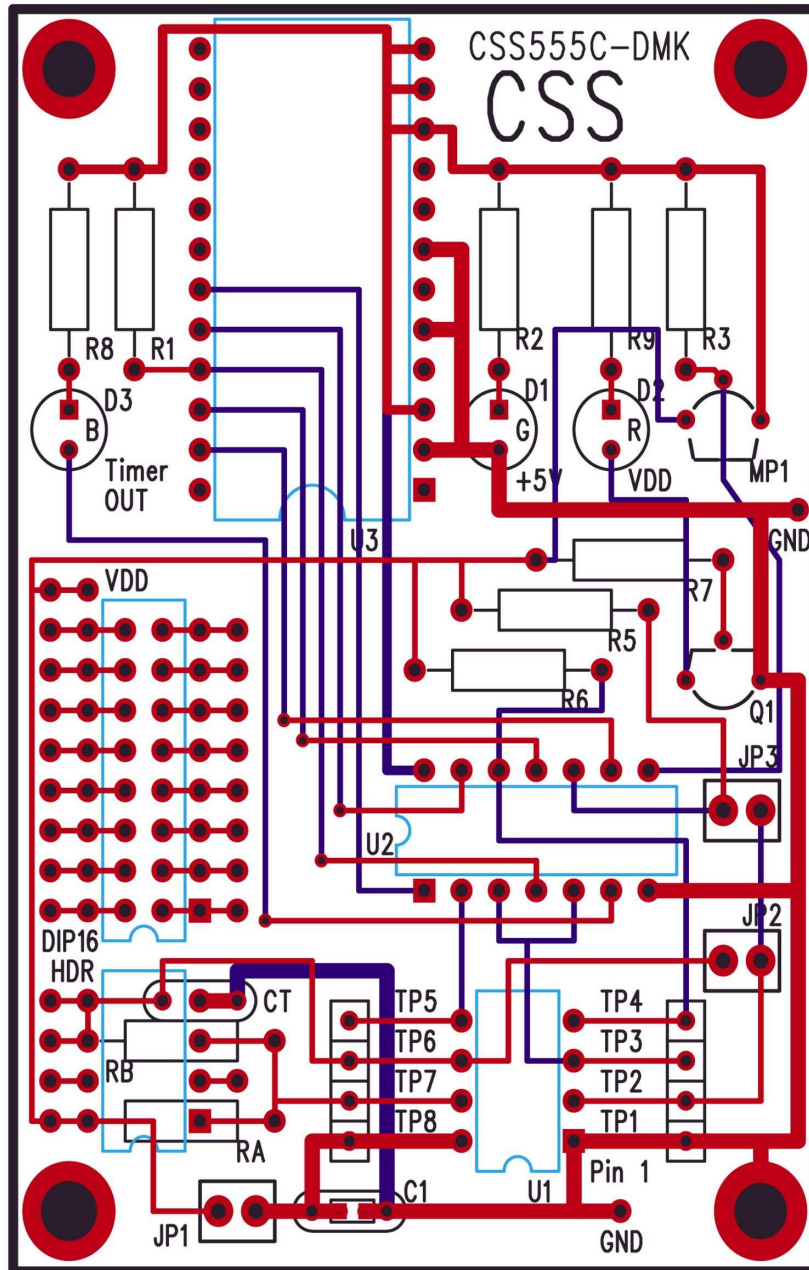 CSS555C-DMK
CSS
R8
R1
R2
R9
R3
D3
B
Timer
OUT
D1
G
+5V
D2
R
VDD
MP1
U3
GND
VDD
R7
R5
R6
Q1
JP3
U2
JP2
DIP16
HDR
CT
RB
RA
TP5
TP6
TP7
TP8
TP4
TP3
TP2
TP1
Pin 1
U1
C1
JP1
GND